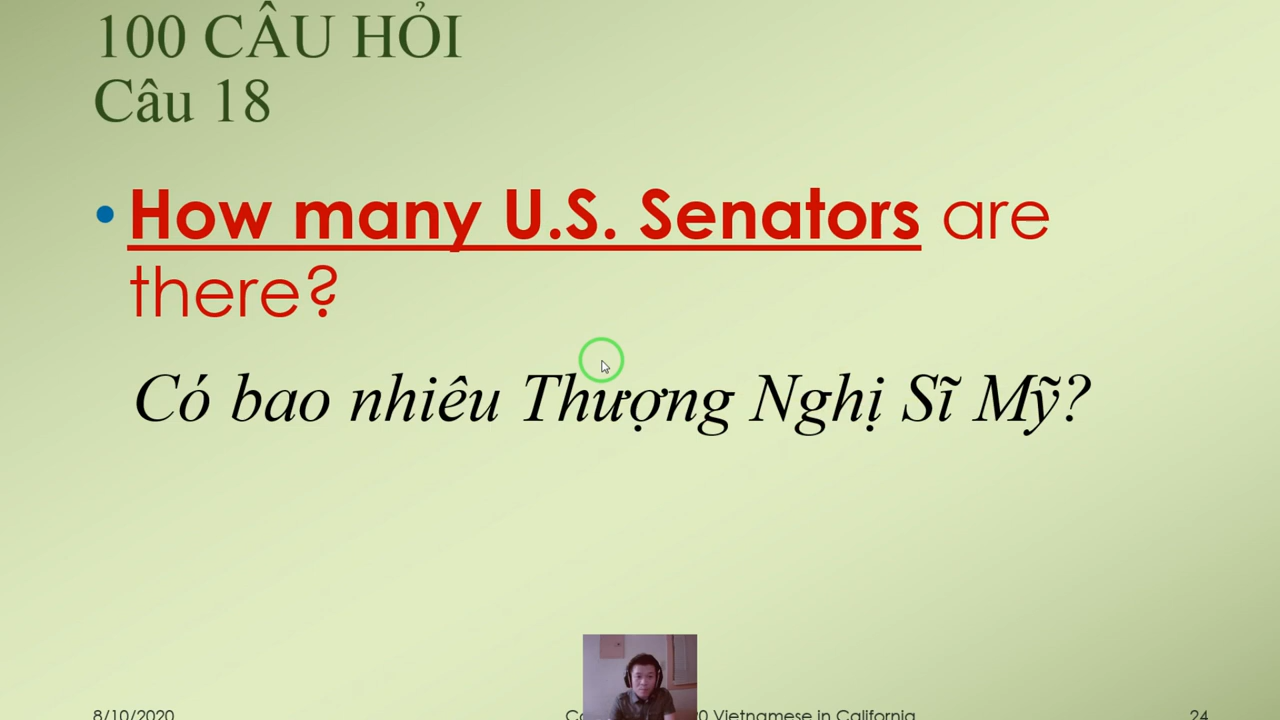 100 CÂU HỎI
Câu 18
• How many U.S. Senators are
there?
Có bao nhiêu Thượng Nghị Sĩ Mỹ?
8/10/2020 Vietnamese in California 24